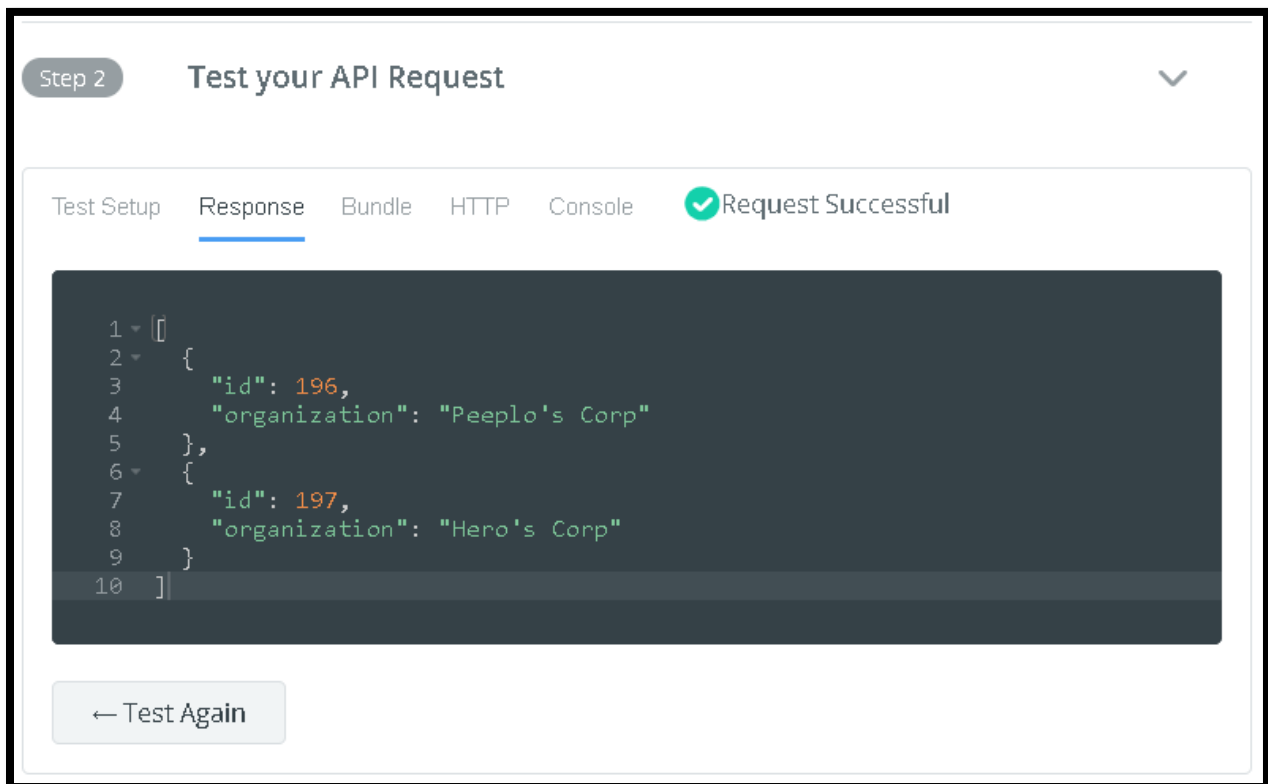 Step 2 Test your API Request
Test Setup Response Bundle HTTP Console Request Successful
1 [
2 {
3 "id": 196,
4 "organization": "Peeplo's Corp"
5 },
6 {
7 "id": 197,
8 "organization": "Hero's Corp"
9 }
10 ]
← Test Again